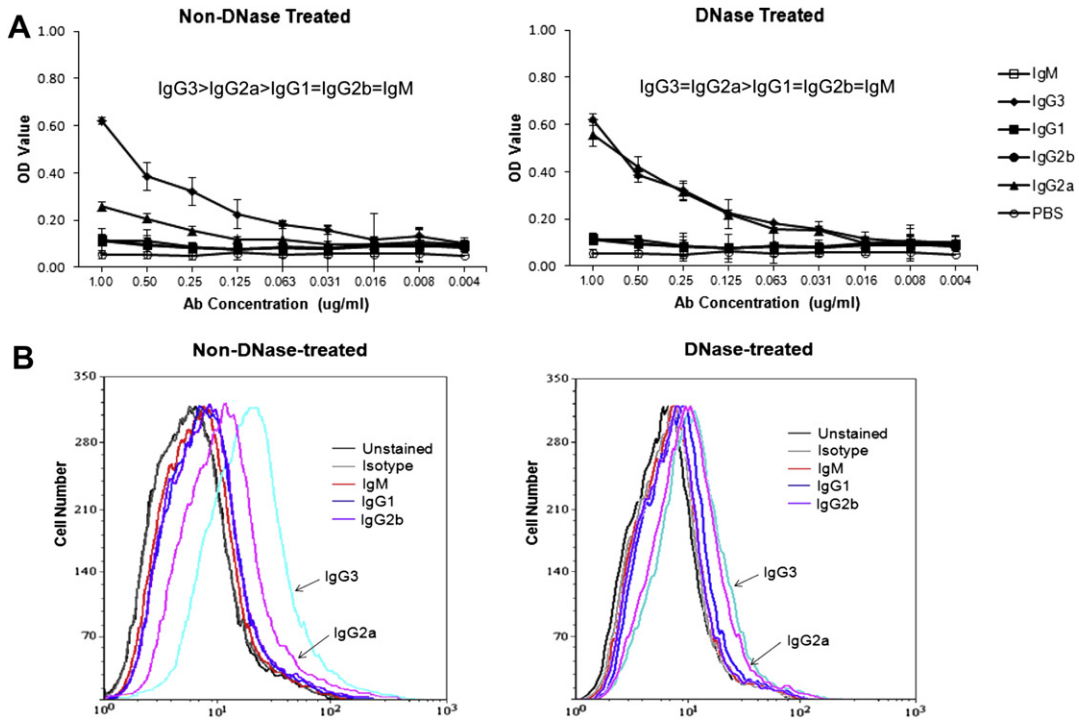 A
Non-DNase Treated
DNase Treated
OD Value
1.00
0.80
0.60
0.40
0.20
0.00
IgG3>IgG2a>IgG1=IgG2b=IgM
1.00 0.50 0.25 0.125 0.063 0.031 0.016 0.008 0.004
Ab Concentration (ug/ml)
OD Value
1.00
0.80
0.60
0.40
0.20
0.00
IgG3=IgG2a>IgG1=IgG2b=IgM
1.00 0.50 0.25 0.125 0.063 0.031 0.016 0.008 0.004
Ab Concentration (ug/ml)
IgM
IgG3
IgG1
IgG2b
IgG2a
PBS
B
Non-DNase-treated
DNase-treated
Cell Number
350
280
210
140
70
Unstained
Isotype
IgM
IgG1
IgG2b
IgG3
IgG2a
10⁰ 10¹ 10² 10³
Cell Number
350
280
210
140
70
Unstained
Isotype
IgM
IgG1
IgG2b
IgG3
IgG2a
10⁰ 10¹ 10² 10³